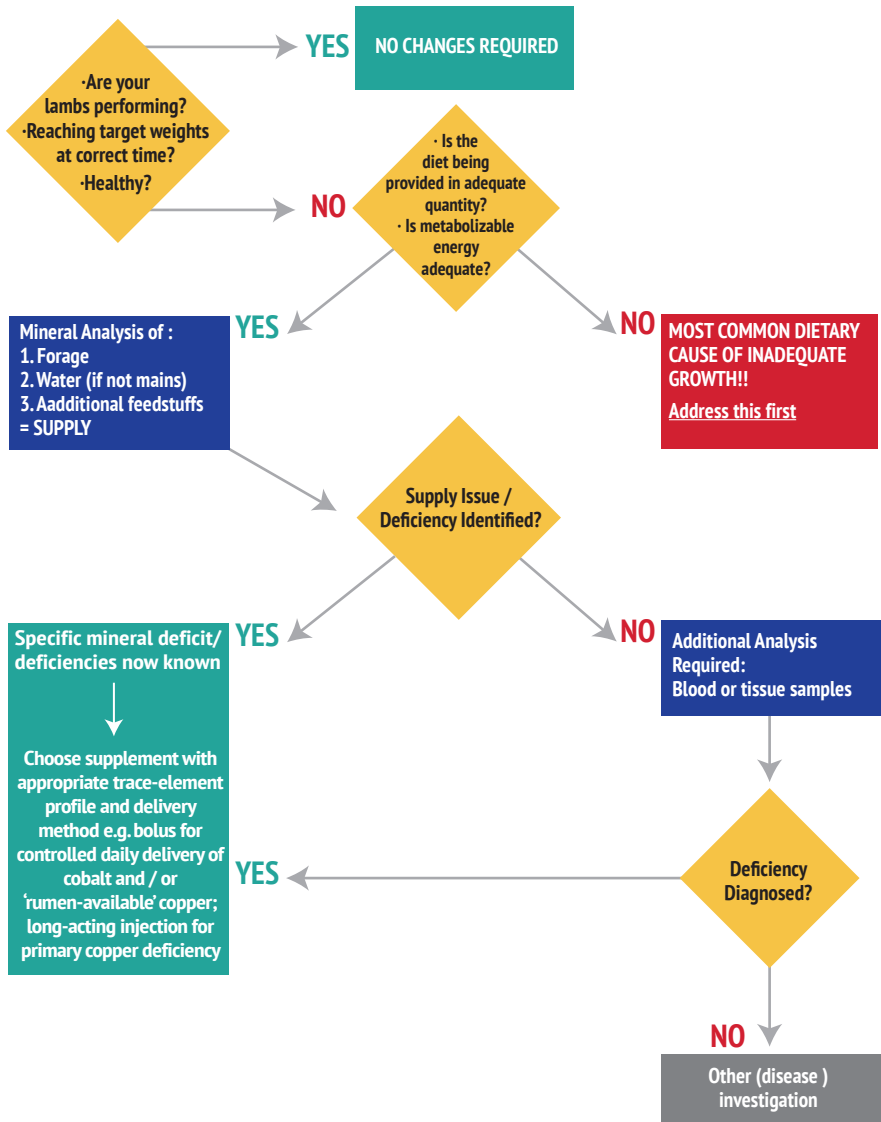 ·Are your
lambs performing?
·Reaching target weights
at correct time?
·Healthy?
YES
NO CHANGES REQUIRED
NO
· Is the
diet being
provided in adequate
quantity?
· Is metabolizable
energy
adequate?
YES
Mineral Analysis of :
1. Forage
2. Water (if not mains)
3. Aadditional feedstuffs
= SUPPLY
NO
MOST COMMON DIETARY
CAUSE OF INADEQUATE
GROWTH!!
Address this first
Supply Issue /
Deficiency Identified?
YES
Specific mineral deficit/
deficiencies now known
Choose supplement with
appropriate trace-element
profile and delivery
method e.g. bolus for
controlled daily delivery of
cobalt and / or
‘rumen-available’ copper;
long-acting injection for
primary copper deficiency
NO
Additional Analysis
Required:
Blood or tissue samples
Deficiency
Diagnosed?
YES
NO
Other (disease )
investigation